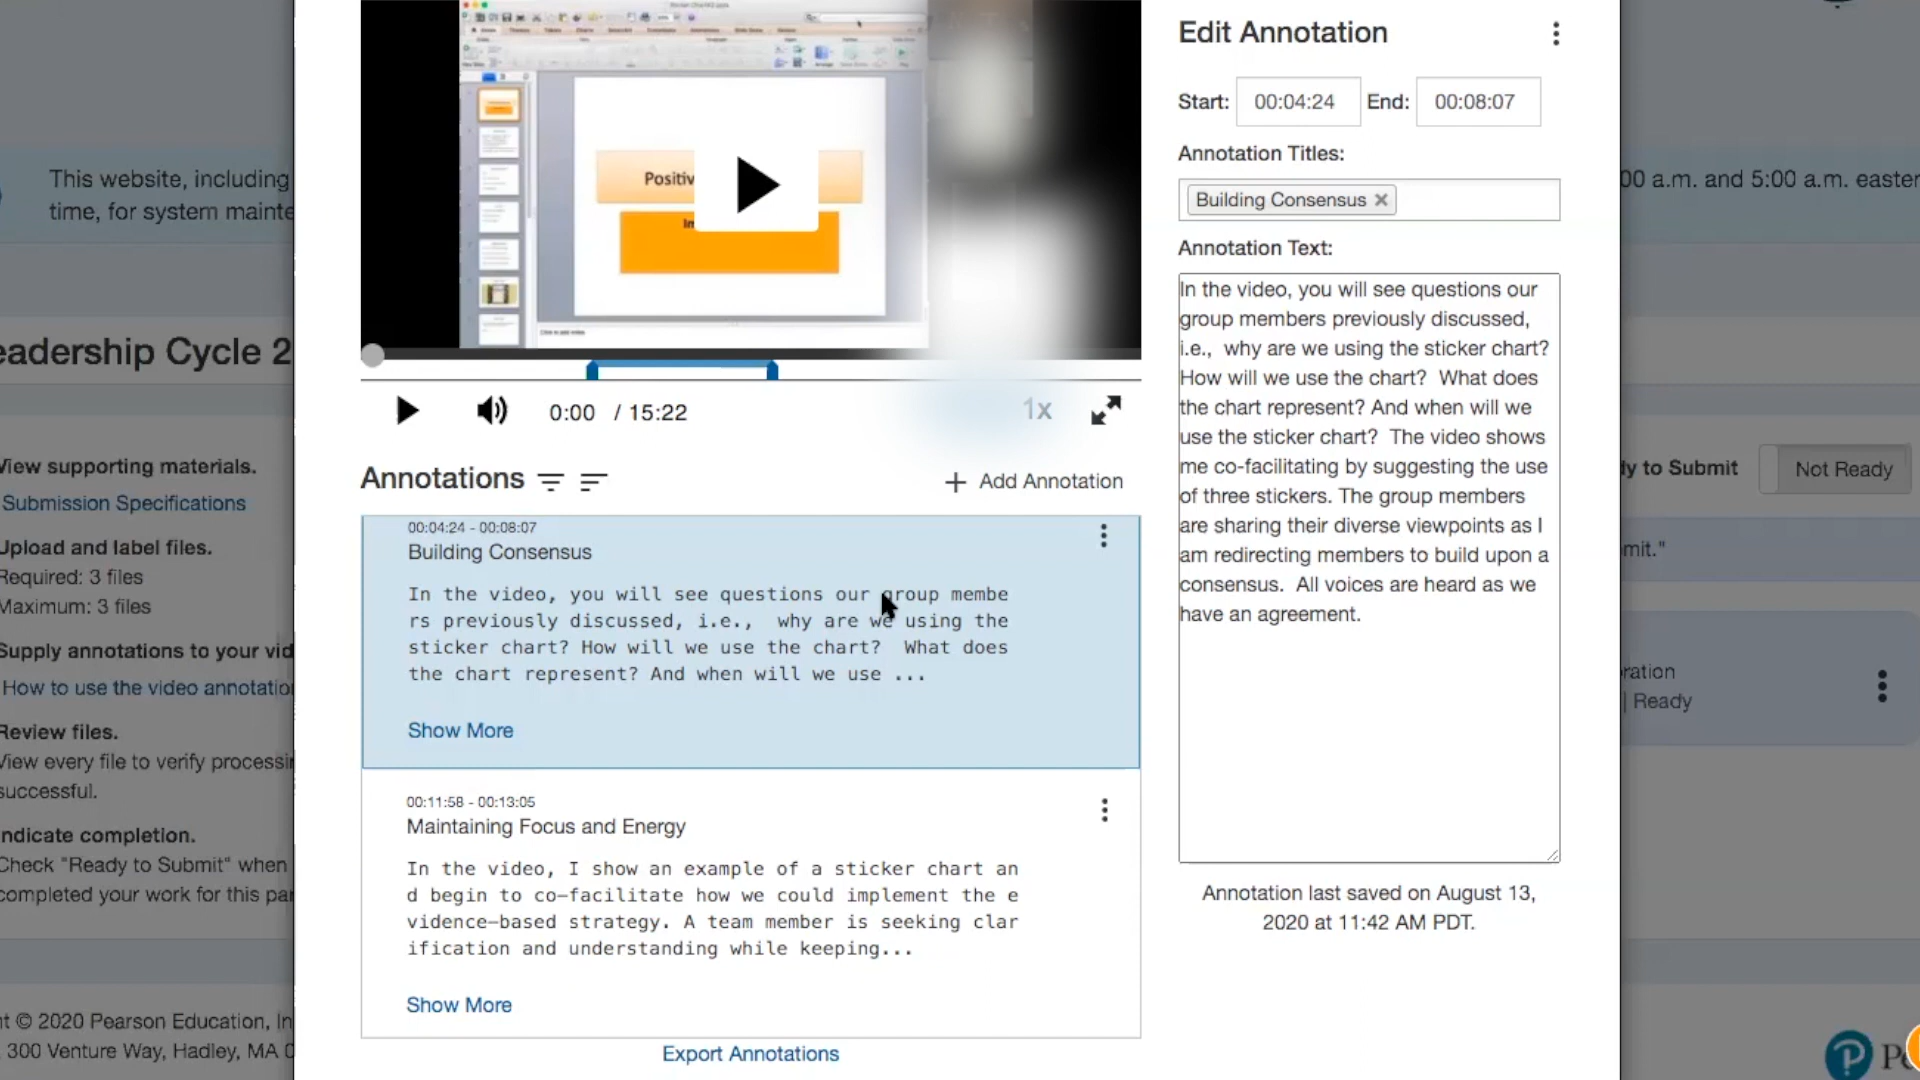 Positiv
Im
0:00 / 15:22
1x
Annotations
Add Annotation
00:04:24 - 00:08:07
Building Consensus
In the video, you will see questions our group membe
rs previously discussed, i.e.,  why are we using the
sticker chart? How will we use the chart?  What does
the chart represent? And when will we use ...
Show More
00:11:58 - 00:13:05
Maintaining Focus and Energy
In the video, I show an example of a sticker chart an
d begin to co-facilitate how we could implement the e
vidence-based strategy. A team member is seeking clar
ification and understanding while keeping...
Show More
Export Annotations
Edit Annotation
Start: 00:04:24 End: 00:08:07
Annotation Titles:
Building Consensus
Annotation Text:
In the video, you will see questions our
group members previously discussed,
i.e.,  why are we using the sticker chart?
How will we use the chart?  What does
the chart represent? And when will we
use the sticker chart?  The video shows
me co-facilitating by suggesting the use
of three stickers. The group members
are sharing their diverse viewpoints as I
am redirecting members to build upon a
consensus.  All voices are heard as we
have an agreement.
Annotation last saved on August 13,
2020 at 11:42 AM PDT.
This website, including
time, for system mainte
00 a.m. and 5:00 a.m. easter
eadership Cycle 2
View supporting materials.
Submission Specifications
Upload and label files.
Required: 3 files
Maximum: 3 files
Supply annotations to your vid
How to use the video annotatio
Review files.
View every file to verify processin
successful.
Indicate completion.
Check "Ready to Submit" when
completed your work for this par
ht © 2020 Pearson Education, In
300 Venture Way, Hadley, MA 0
dy to Submit
Not Ready
mit."
ration
| Ready
Pe